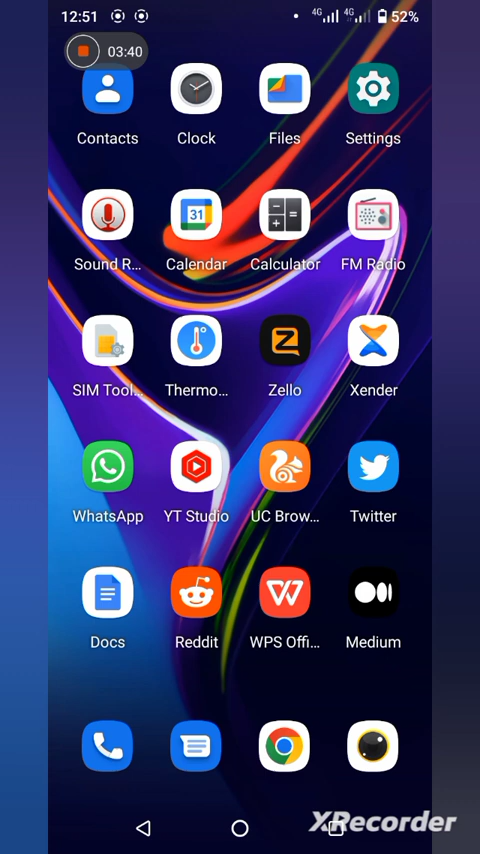 12:51 4G 4G 52%
03:40
Contacts Clock Files Settings
31
Sound R... Calendar Calculator FM Radio
SIM Tool... Thermo... Zello Xender
WhatsApp YT Studio UC Brow... Twitter
Docs Reddit WPS Offi... Medium
XRecorder